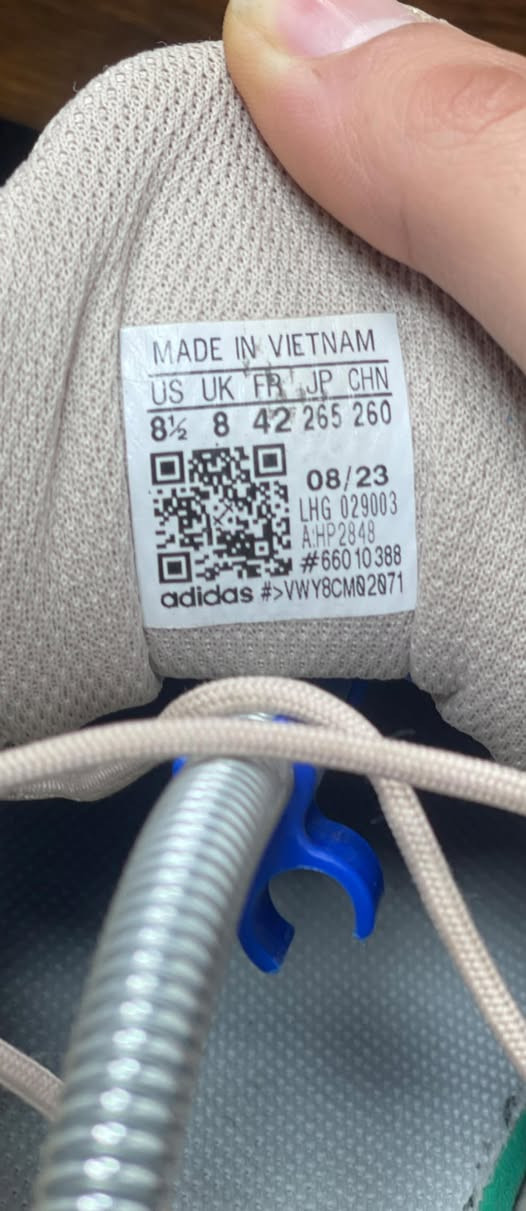 MADE IN VIETNAM
US UK FR JP CHN
8½ 8 42 265 260
08/23
LHG 029003
A:HP2848
#66010388
adidas #>VWY8CM02071